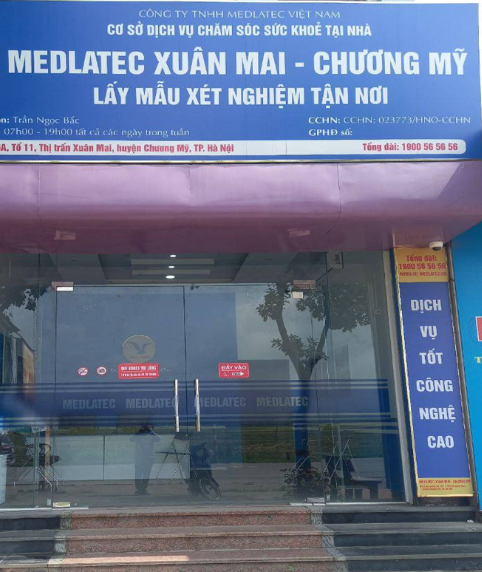 CÔNG TY TNHH MEDLATEC VIỆT NAM
CƠ SỞ DỊCH VỤ CHĂM SÓC SỨC KHOẺ TẠI NHÀ
MEDLATEC XUÂN MAI - CHƯƠNG MỸ
LẤY MẪU XÉT NGHIỆM TẬN NƠI
ôn: Trần Ngọc Bắc
CCHN: CCHN: 023773/HNO-CCHN
07h00 - 19h00 tất cả các ngày trong tuần
GPHĐ số:
A, Tổ 11, Thị trấn Xuân Mai, huyện Chương Mỹ, TP. Hà Nội
Tổng đài: 1900 56 56 56
Tổng đài:
1900 56 56 56
DỊCH
VỤ
TỐT
CÔNG
NGHỆ
CAO
ĐẨY VÀO
MEDLATEC MEDLATEC MEDLATEC MEDLATEC MEDLATE